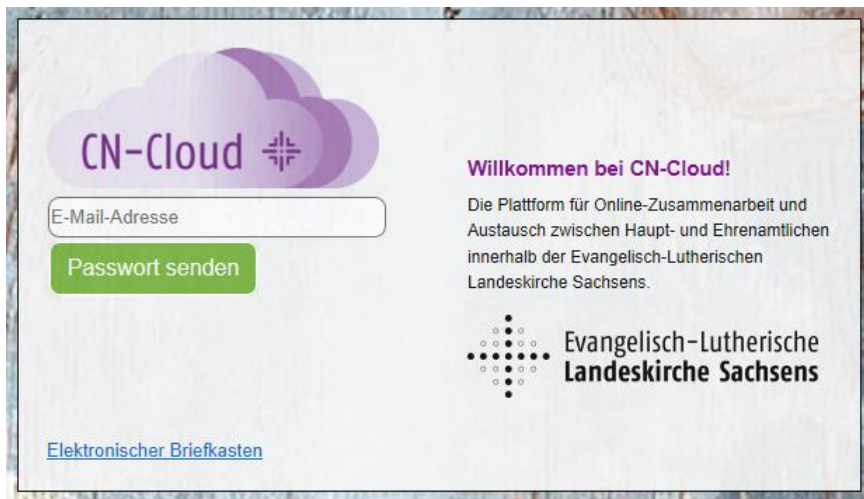 CN-Cloud
E-Mail-Adresse
Passwort senden
Elektronischer Briefkasten
Willkommen bei CN-Cloud!
Die Plattform für Online-Zusammenarbeit und
Austausch zwischen Haupt- und Ehrenamtlichen
innerhalb der Evangelisch-Lutherischen
Landeskirche Sachsens.
Evangelisch-Lutherische
Landeskirche Sachsens